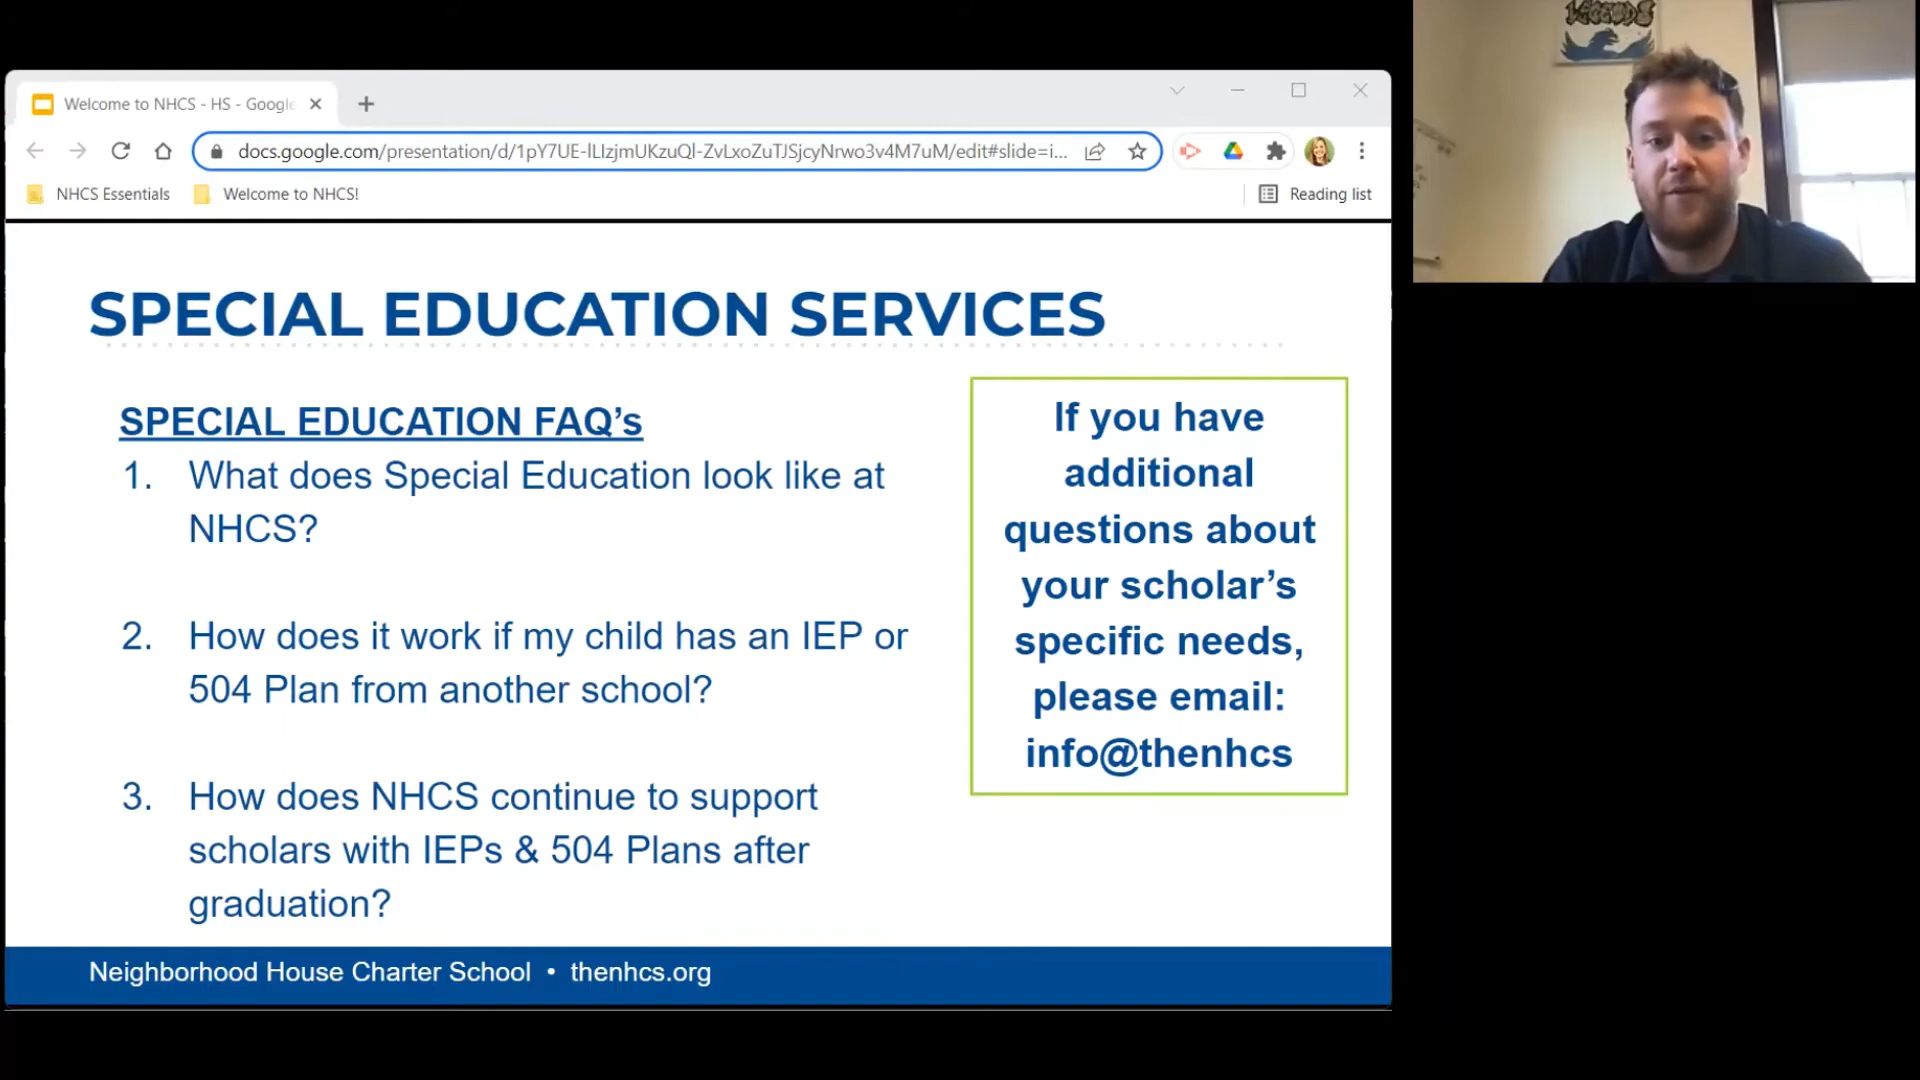 LEGENDS
Welcome to NHCS - HS - Google
docs.google.com/presentation/d/1pY7UE-lLIzjmUKzuQl-ZvLxoZuTJSjcyNrwo3v4M7uM/edit#slide=i...
NHCS Essentials Welcome to NHCS! Reading list
SPECIAL EDUCATION SERVICES
SPECIAL EDUCATION FAQ’s
1. What does Special Education look like at
NHCS?
2. How does it work if my child has an IEP or
504 Plan from another school?
3. How does NHCS continue to support
scholars with IEPs & 504 Plans after
graduation?
If you have
additional
questions about
your scholar’s
specific needs,
please email:
info@thenhcs
Neighborhood House Charter School • thenhcs.org